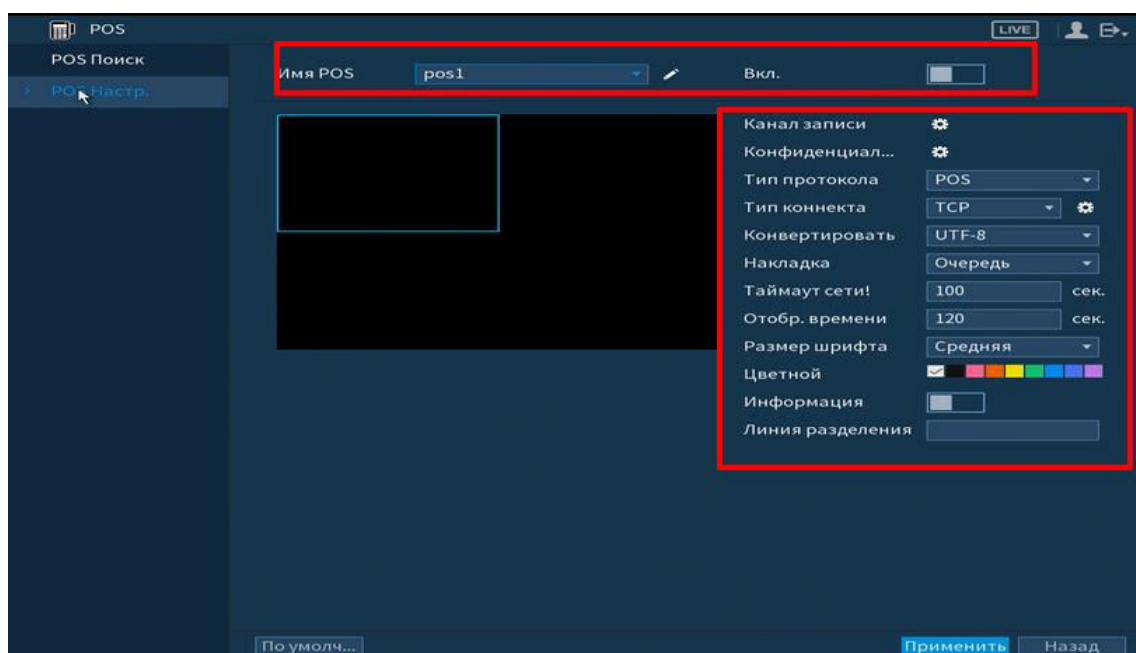 POS LIVE
POS Поиск
Имя POS pos1 Вкл.
POS Настр.
Канал записи
Конфиденциал...
Тип протокола POS
Тип коннекта TCP
Конвертировать UTF-8
Накладка Очередь
Таймаут сети! 100 сек.
Отобр. времени 120 сек.
Размер шрифта Средняя
Цветной
Информация
Линия разделения
По умолч... Применить Назад